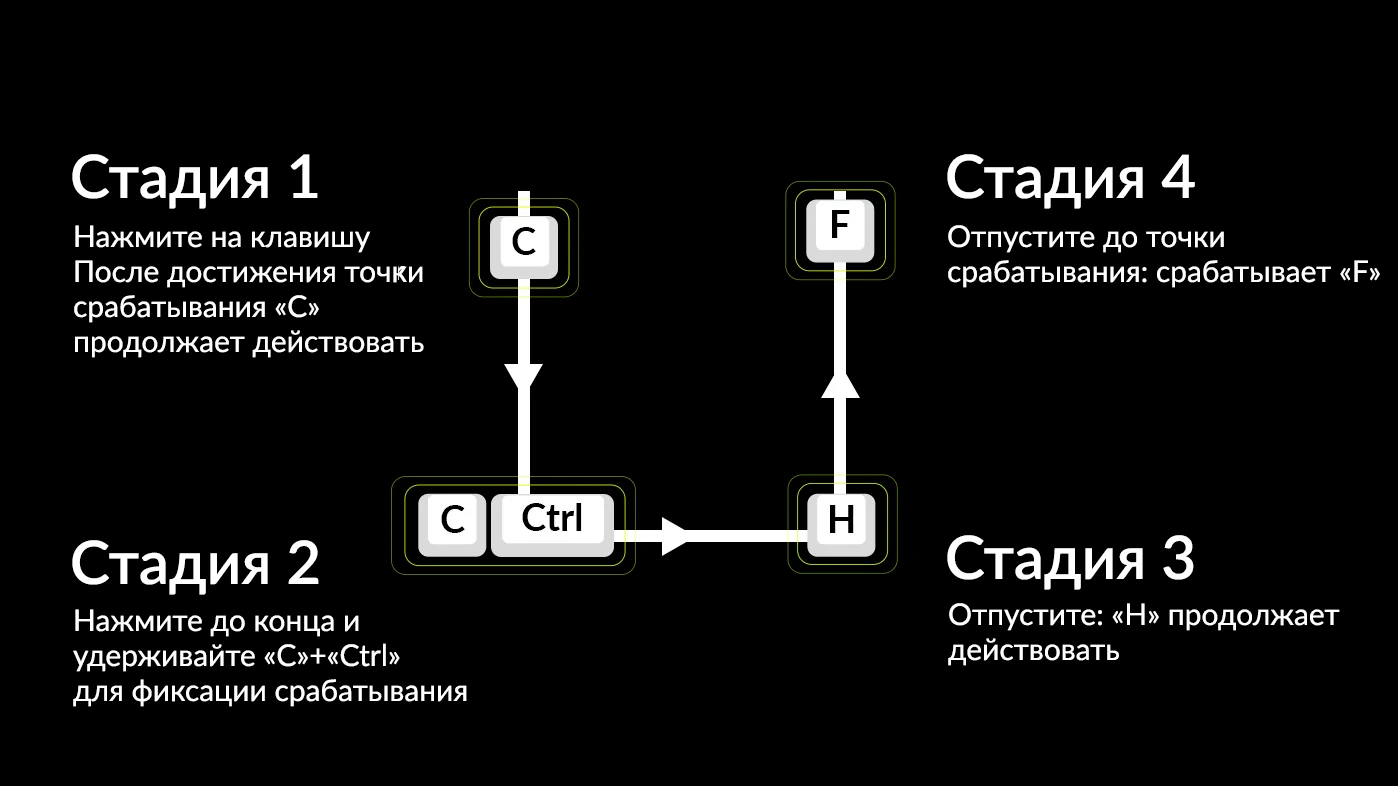 Стадия 1
Нажмите на клавишу
После достижения точки
срабатывания «C»
продолжает действовать
C
F
Стадия 4
Отпустите до точки
срабатывания: срабатывает «F»
Стадия 2
Нажмите до конца и
удерживайте «C»+«Ctrl»
для фиксации срабатывания
C
Ctrl
H
Стадия 3
Отпустите: «H» продолжает
действовать